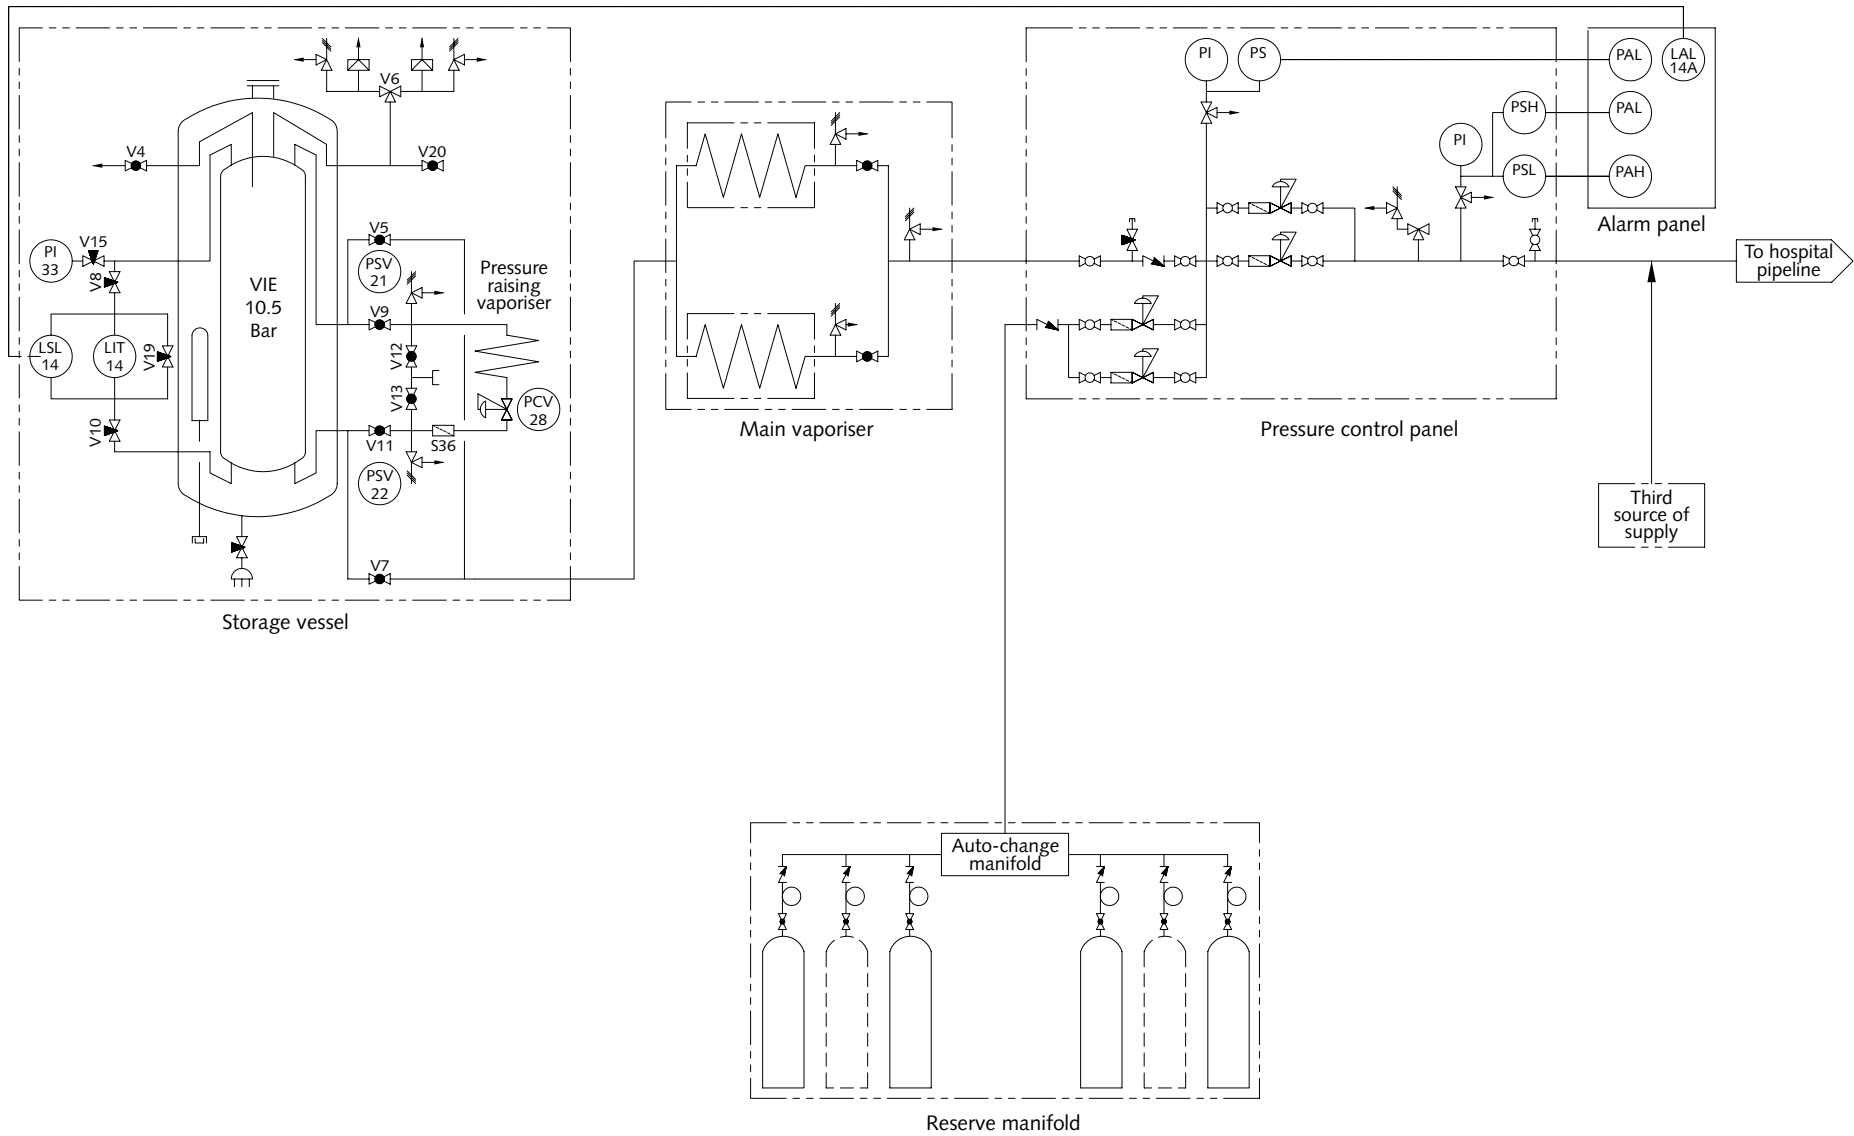 PI
PS
PAL
LAL
14A
V6
PSH
PAL
PI
V4
V20
PSL
PAH
Alarm panel
V5
V15
PI
33
PSV
21
Pressure
raising
vaporiser
V8
VIE
10.5
Bar
To hospital
pipeline
V9
LSL
14
LIT
14
V19
V12
V13
PCV
28
V10
V11
S36
Main vaporiser
Pressure control panel
PSV
22
Third
source of
supply
V7
Storage vessel
Auto-change
manifold
Reserve manifold